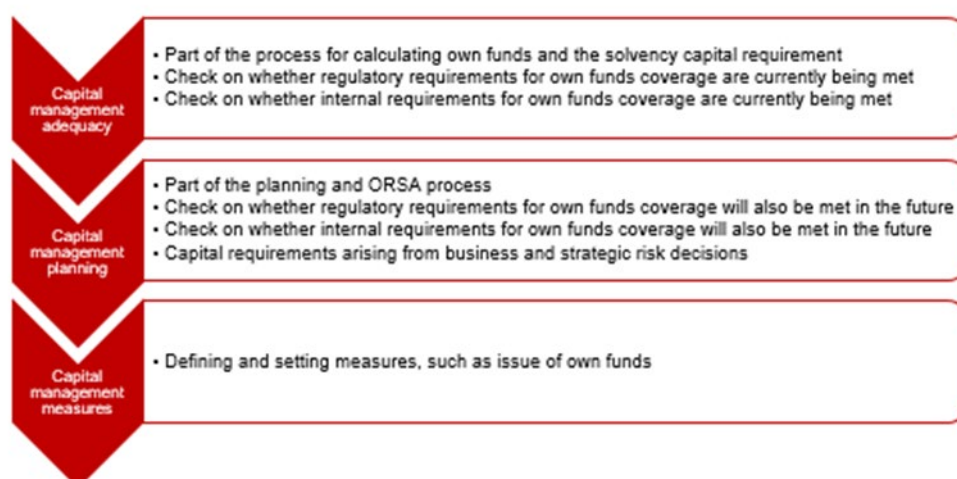 Capital
management
adequacy
• Part of the process for calculating own funds and the solvency capital requirement
• Check on whether regulatory requirements for own funds coverage are currently being met
• Check on whether internal requirements for own funds coverage are currently being met
Capital
management
planning
• Part of the planning and ORSA process
• Check on whether regulatory requirements for own funds coverage will also be met in the future
• Check on whether internal requirements for own funds coverage will also be met in the future
• Capital requirements arising from business and strategic risk decisions
Capital
management
measures
• Defining and setting measures, such as issue of own funds